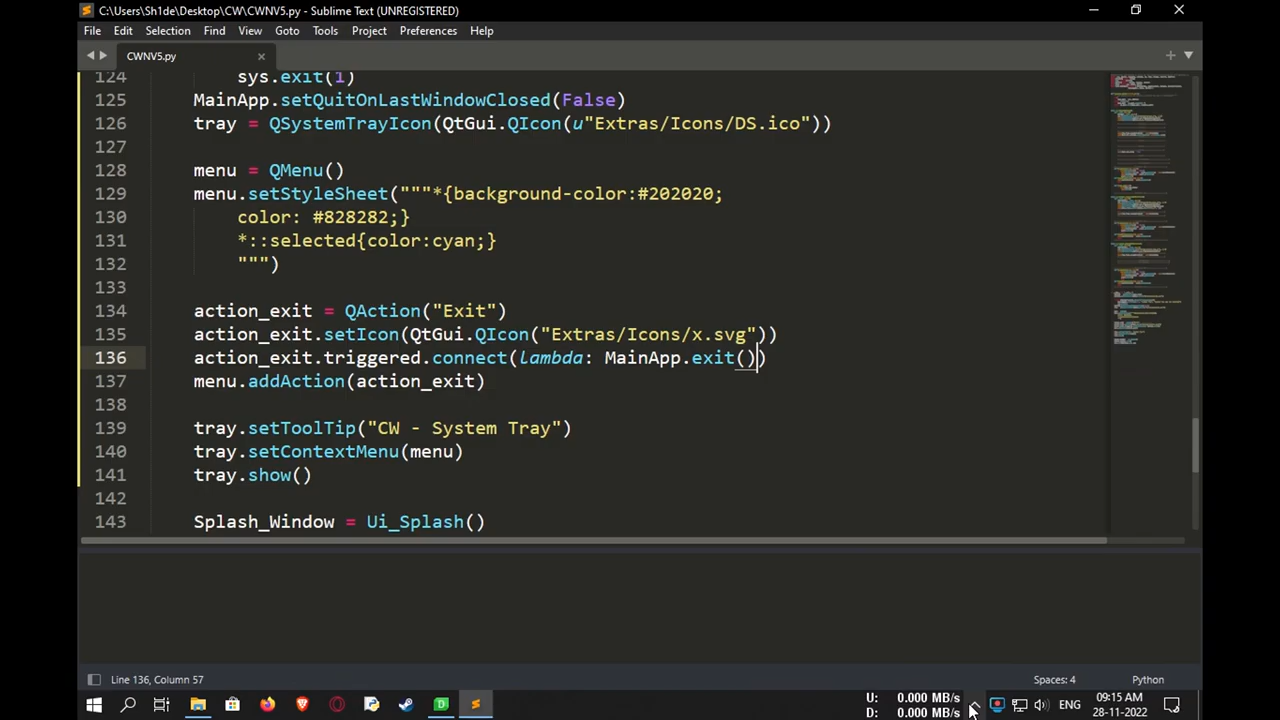 C:\Users\Sh1de\Desktop\CW\CWNV5.py - Sublime Text (UNREGISTERED)
File Edit Selection Find View Goto Tools Project Preferences Help
CWNV5.py
124 sys.exit(1)
125 MainApp.setQuitOnLastWindowClosed(False)
126 tray = QSystemTrayIcon(QtGui.QIcon(u"Extras/Icons/DS.ico"))
127
128 menu = QMenu()
129 menu.setStyleSheet("""*{background-color:#202020;
130 color: #828282;}
131 *::selected{color:cyan;}
132 """)
133
134 action_exit = QAction("Exit")
135 action_exit.setIcon(QtGui.QIcon("Extras/Icons/x.svg"))
136 action_exit.triggered.connect(lambda: MainApp.exit())
137 menu.addAction(action_exit)
138
139 tray.setToolTip("CW - System Tray")
140 tray.setContextMenu(menu)
141 tray.show()
142
143 Splash_Window = Ui_Splash()
Line 136, Column 57 Spaces: 4 Python
U: 0.000 MB/s
D: 0.000 MB/s
ENG
09:15 AM
28-11-2022